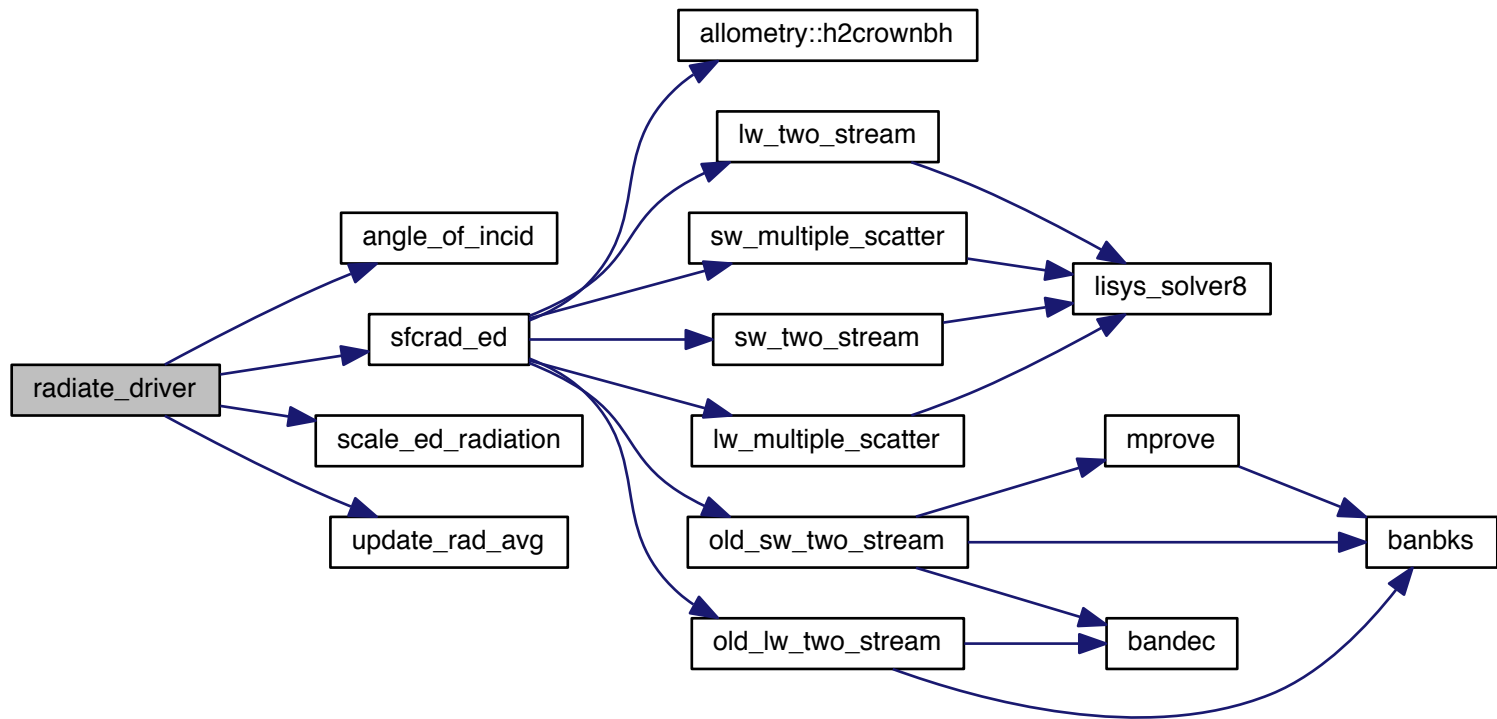 allometry::h2crownbh
lw_two_stream
angle_of_incid
sw_multiple_scatter
lisys_solver8
sfcrad_ed
sw_two_stream
radiate_driver
scale_ed_radiation
lw_multiple_scatter
mprove
update_rad_avg
old_sw_two_stream
banbks
old_lw_two_stream
bandec